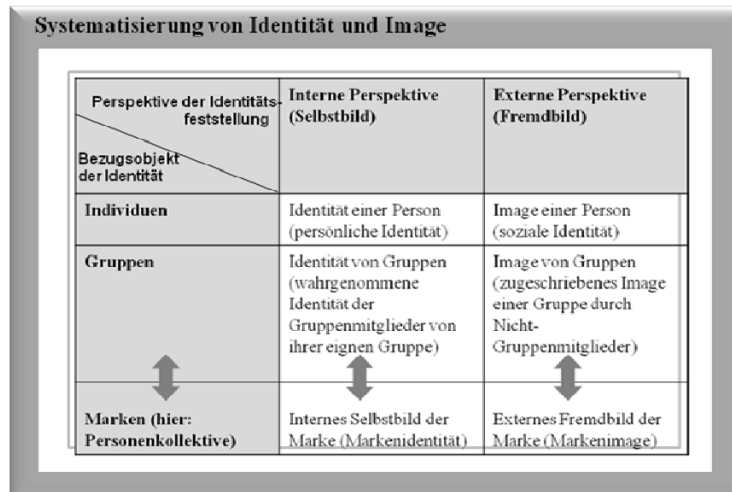 Systematisierung von Identität und Image
Perspektive der Identitäts-
feststellung
Bezugsobjekt
der Identität
Interne Perspektive
(Selbstbild)
Externe Perspektive
(Fremdbild)
Individuen
Identität einer Person
(persönliche Identität)
Image einer Person
(soziale Identität)
Gruppen
Identität von Gruppen
(wahrgenommene
Identität der
Gruppenmitglieder von
ihrer eignen Gruppe)
Image von Gruppen
(zugeschriebenes Image
einer Gruppe durch
Nicht-
Gruppenmitglieder)
Marken (hier:
Personenkollektive)
Internes Selbstbild der
Marke (Markenidentität)
Externes Fremdbild der
Marke (Markenimage)